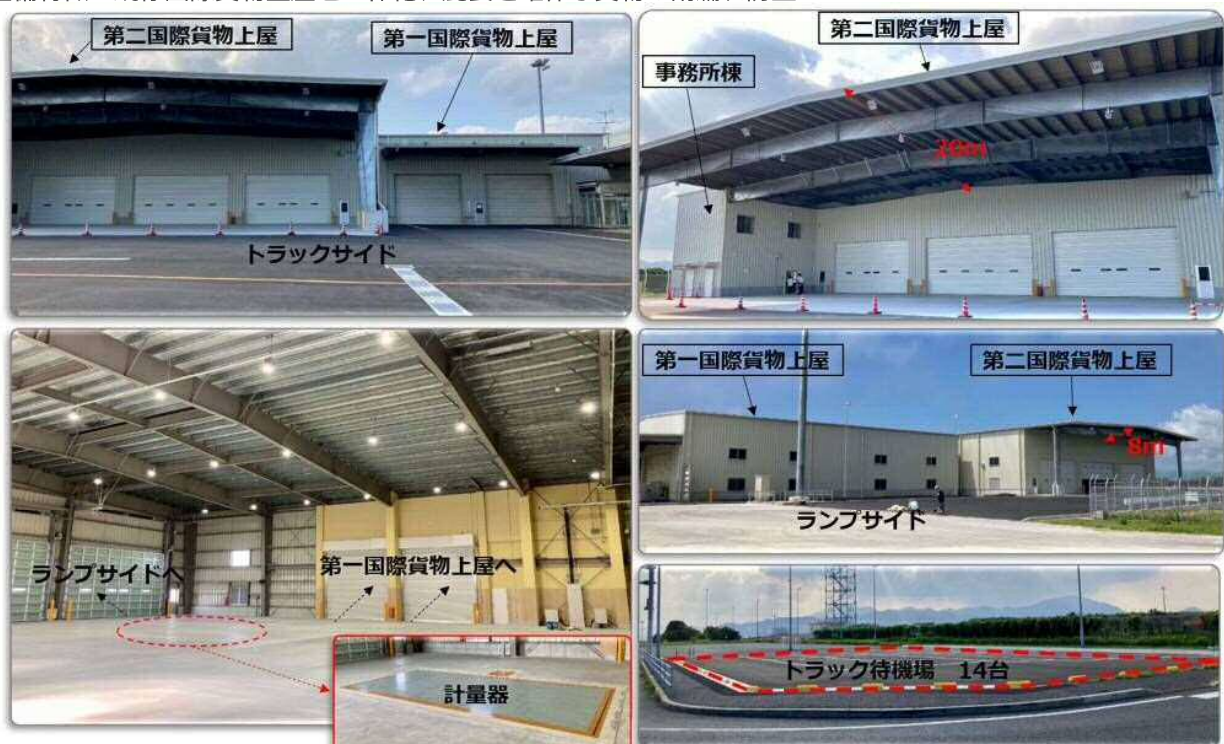 第二国際貨物上屋
第一国際貨物上屋
トラックサイド
第二国際貨物上屋
事務所棟
20m
ランプサイドへ
第一国際貨物上屋へ
計量器
第一国際貨物上屋
第二国際貨物上屋
8m
ランプサイド
トラック待機場 14台